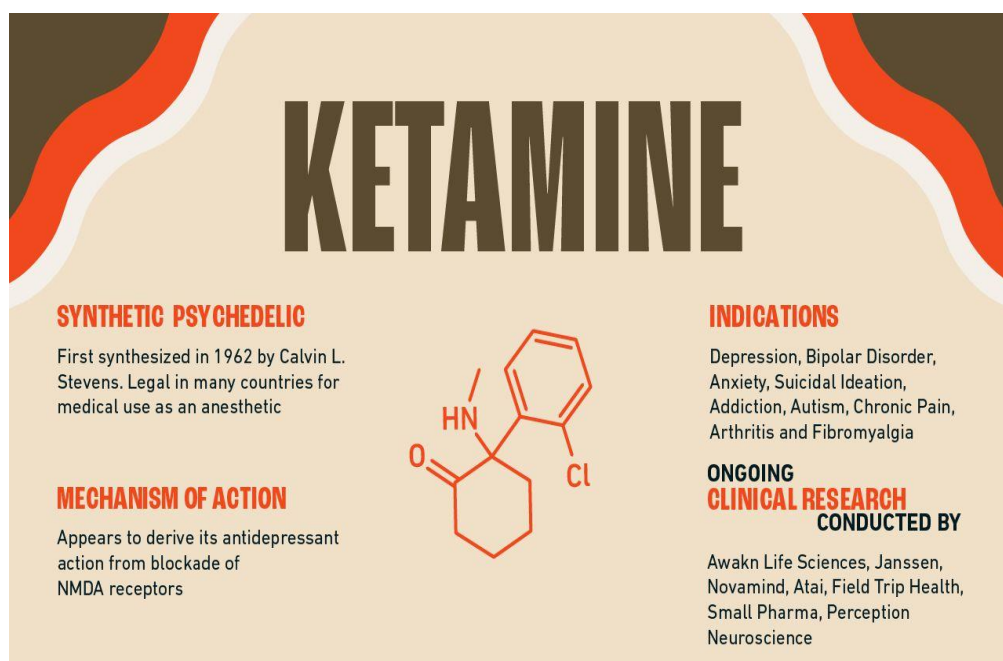 KETAMINE
SYNTHETIC PSYCHEDELIC
First synthesized in 1962 by Calvin L.
Stevens. Legal in many countries for
medical use as an anesthetic
MECHANISM OF ACTION
Appears to derive its antidepressant
action from blockade of
NMDA receptors
HN
O
Cl
INDICATIONS
Depression, Bipolar Disorder,
Anxiety, Suicidal Ideation,
Addiction, Autism, Chronic Pain,
Arthritis and Fibromyalgia
ONGOING
CLINICAL RESEARCH
CONDUCTED BY
Awakn Life Sciences, Janssen,
Novamind, Atai, Field Trip Health,
Small Pharma, Perception
Neuroscience